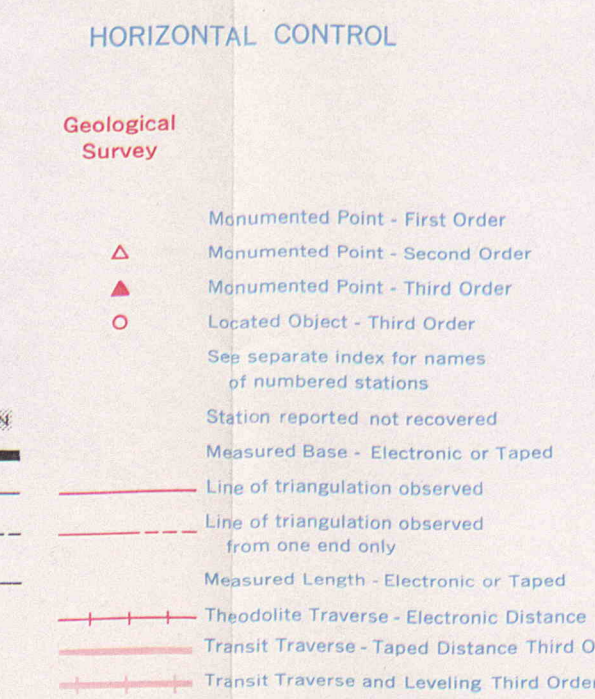 HORIZONTAL CONTROL
Geological
Survey
Monumented Point - First Order
Monumented Point - Second Order
Monumented Point - Third Order
Located Object - Third Order
See separate index for names
of numbered stations
Station reported not recovered
Measured Base - Electronic or Taped
Line of triangulation observed
Line of triangulation observed
from one end only
Measured Length - Electronic or Taped
Theodolite Traverse - Electronic Distance
Transit Traverse - Taped Distance Third O
Transit Traverse and Leveling Third Order